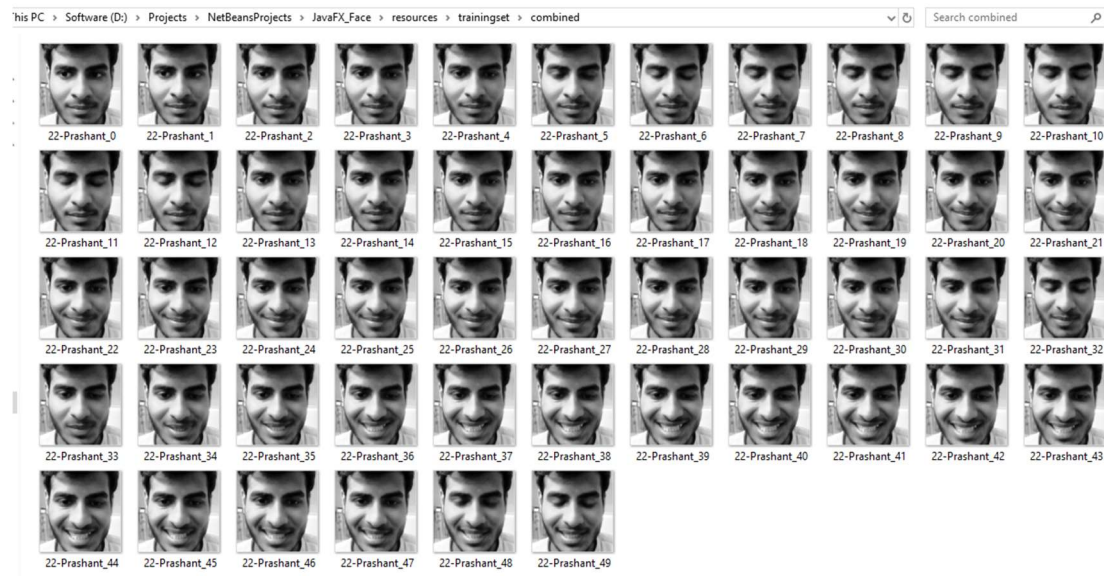 his PC > Software (D:) > Projects > NetBeansProjects > JavaFX_Face > resources > trainingset > combined Search combined
22-Prashant_0 22-Prashant_1 22-Prashant_2 22-Prashant_3 22-Prashant_4 22-Prashant_5 22-Prashant_6 22-Prashant_7 22-Prashant_8 22-Prashant_9 22-Prashant_10
22-Prashant_11 22-Prashant_12 22-Prashant_13 22-Prashant_14 22-Prashant_15 22-Prashant_16 22-Prashant_17 22-Prashant_18 22-Prashant_19 22-Prashant_20 22-Prashant_21
22-Prashant_22 22-Prashant_23 22-Prashant_24 22-Prashant_25 22-Prashant_26 22-Prashant_27 22-Prashant_28 22-Prashant_29 22-Prashant_30 22-Prashant_31 22-Prashant_32
22-Prashant_33 22-Prashant_34 22-Prashant_35 22-Prashant_36 22-Prashant_37 22-Prashant_38 22-Prashant_39 22-Prashant_40 22-Prashant_41 22-Prashant_42 22-Prashant_43
22-Prashant_44 22-Prashant_45 22-Prashant_46 22-Prashant_47 22-Prashant_48 22-Prashant_49